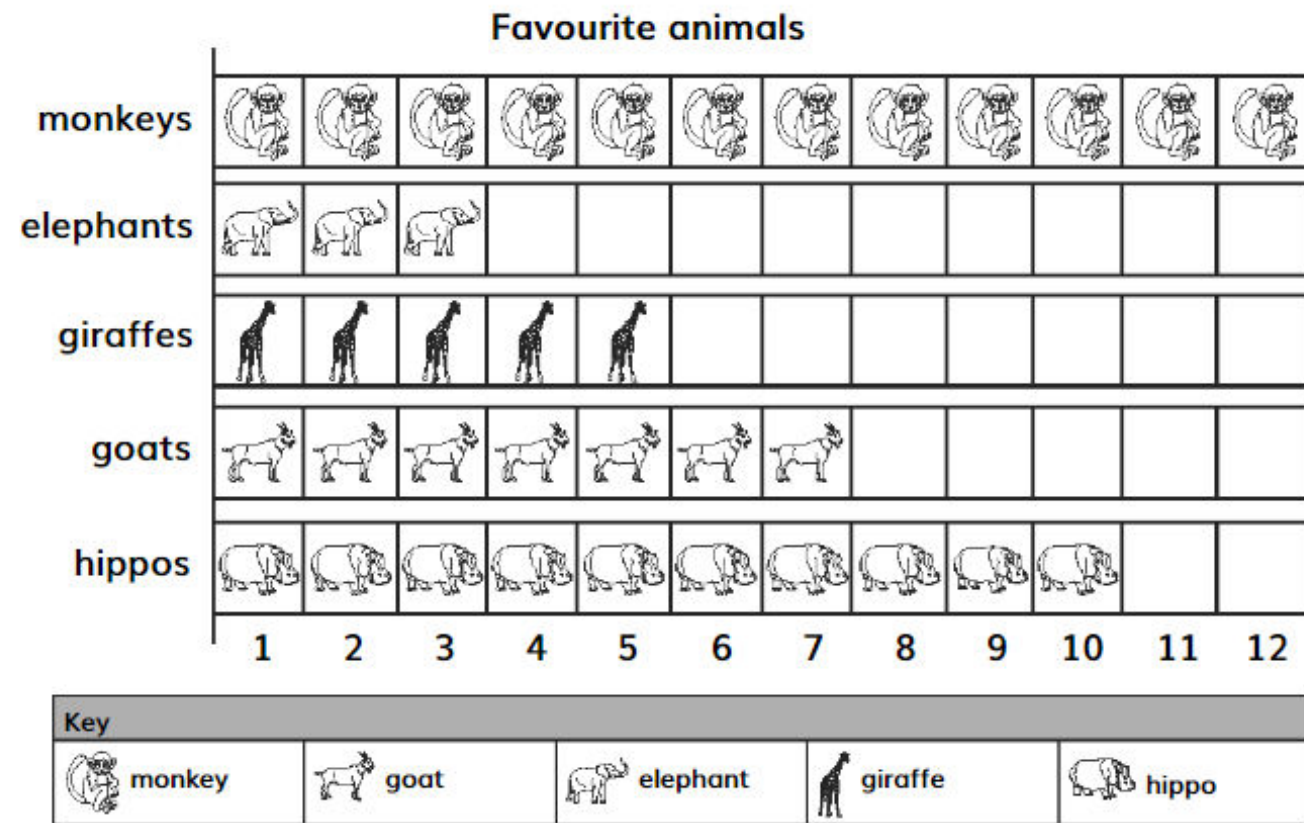 Favourite animals
monkeys
elephants
giraffes
goats
hippos
1 2 3 4 5 6 7 8 9 10 11 12
Key
monkey goat elephant giraffe hippo